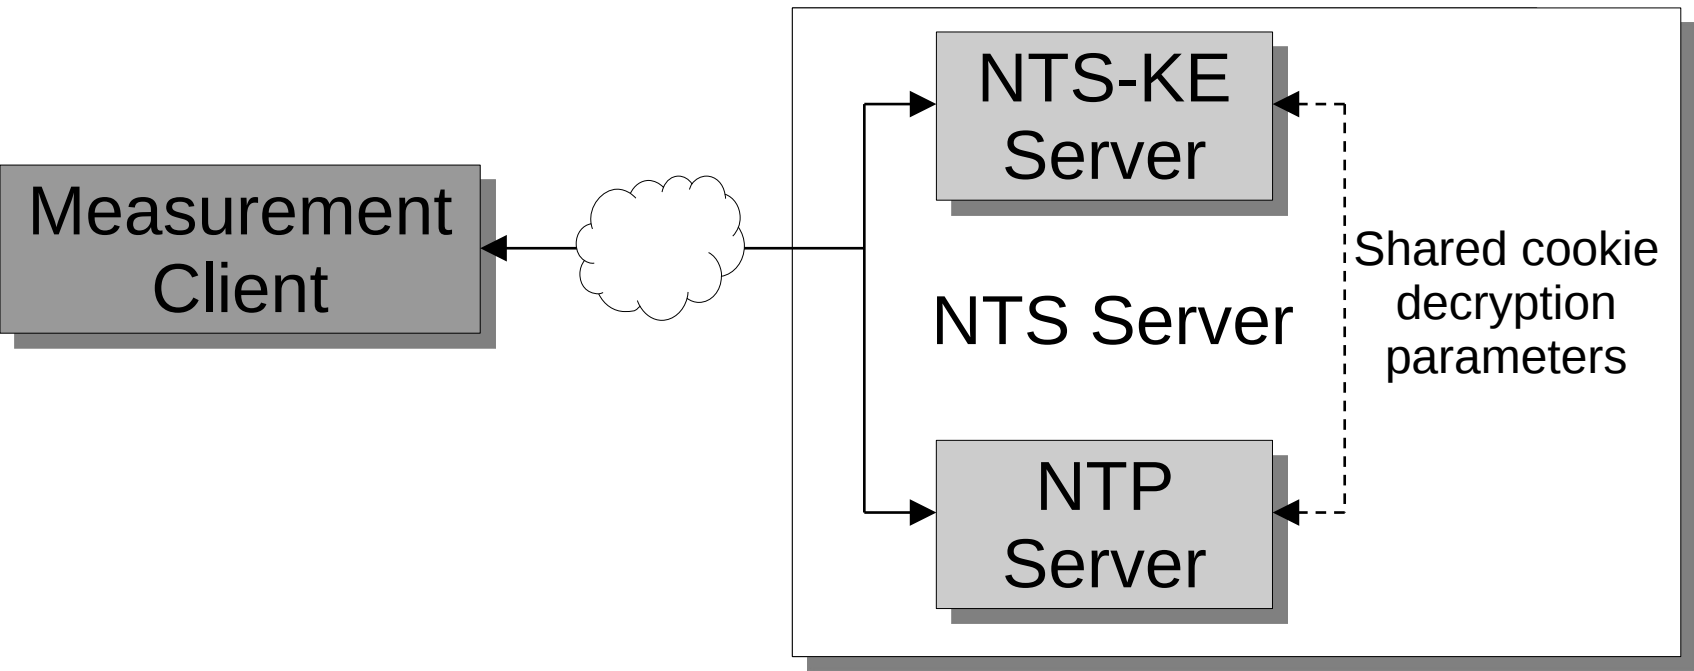 Measurement
Client
NTS-KE
Server
NTS Server
NTP
Server
Shared cookie
decryption
parameters